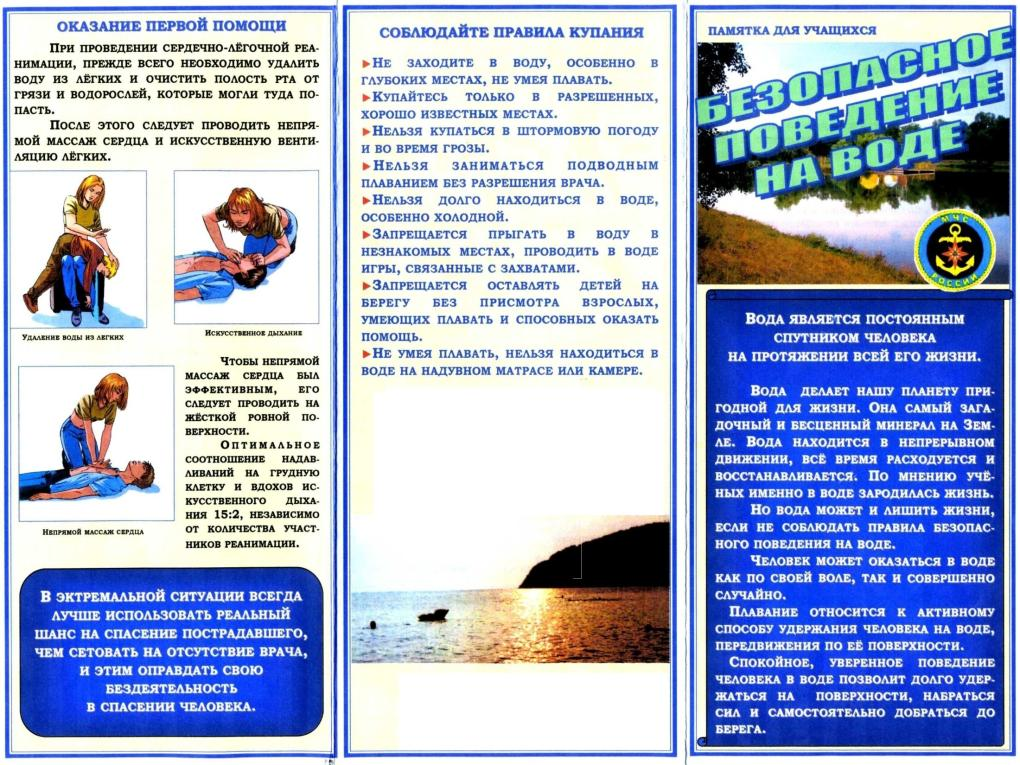 ОКАЗАНИЕ ПЕРВОЙ ПОМОЩИ
ПРИ ПРОВЕДЕНИИ СЕРДЕЧНО-ЛЁГОЧНОЙ РЕА-
НИМАЦИИ, ПРЕЖДЕ ВСЕГО НЕОБХОДИМО УДАЛИТЬ
ВОДУ ИЗ ЛЁГКИХ И ОЧИСТИТЬ ПОЛОСТЬ РТА ОТ
ГРЯЗИ И ВОДОРОСЛЕЙ, КОТОРЫЕ МОГЛИ ТУДА ПО-
ПАСТЬ.
ПОСЛЕ ЭТОГО СЛЕДУЕТ ПРОВОДИТЬ НЕПРЯ-
МОЙ МАССАЖ СЕРДЦА И ИСКУССТВЕННУЮ ВЕНТИ-
ЛЯЦИЮ ЛЁГКИХ.
УДАЛЕНИЕ ВОДЫ ИЗ ЛЕГКИХ
ИСКУССТВЕННОЕ ДЫХАНИЕ
ЧТОБЫ НЕПРЯМОЙ
МАССАЖ СЕРДЦА БЫЛ
ЭФФЕКТИВНЫМ, ЕГО
СЛЕДУЕТ ПРОВОДИТЬ НА
ЖЁСТКОЙ РОВНОЙ ПО-
ВЕРХНОСТИ.
ОПТИМАЛЬНОЕ
СООТНОШЕНИЕ НАДАВ-
ЛИВАНИЙ НА ГРУДНУЮ
КЛЕТКУ И ВДОХОВ ИС-
КУССТВЕННОГО ДЫХА-
НИЯ 15:2, НЕЗАВИСИМО
ОТ КОЛИЧЕСТВА УЧАСТ-
НИКОВ РЕАНИМАЦИИ.
НЕПРЯМОЙ МАССАЖ СЕРДЦА
В ЭКТРЕМАЛЬНОЙ СИТУАЦИИ ВСЕГДА
ЛУЧШЕ ИСПОЛЬЗОВАТЬ РЕАЛЬНЫЙ
ШАНС НА СПАСЕНИЕ ПОСТРАДАВШЕГО,
ЧЕМ СЕТОВАТЬ НА ОТСУТСТВИЕ ВРАЧА,
И ЭТИМ ОПРАВДАТЬ СВОЮ
БЕЗДЕЯТЕЛЬНОСТЬ
В СПАСЕНИИ ЧЕЛОВЕКА.
СОБЛЮДАЙТЕ ПРАВИЛА КУПАНИЯ
►НЕ ЗАХОДИТЕ В ВОДУ, ОСОБЕННО В
ГЛУБОКИХ МЕСТАХ, НЕ УМЕЯ ПЛАВАТЬ.
►КУПАЙТЕСЬ ТОЛЬКО В РАЗРЕШЕННЫХ,
ХОРОШО ИЗВЕСТНЫХ МЕСТАХ.
►НЕЛЬЗЯ КУПАТЬСЯ В ШТОРМОВУЮ ПОГОДУ
И ВО ВРЕМЯ ГРОЗЫ.
►НЕЛЬЗЯ ЗАНИМАТЬСЯ ПОДВОДНЫМ
ПЛАВАНИЕМ БЕЗ РАЗРЕШЕНИЯ ВРАЧА.
►НЕЛЬЗЯ ДОЛГО НАХОДИТЬСЯ В ВОДЕ,
ОСОБЕННО ХОЛОДНОЙ.
►ЗАПРЕЩАЕТСЯ ПРЫГАТЬ В ВОДУ В
НЕЗНАКОМЫХ МЕСТАХ, ПРОВОДИТЬ В ВОДЕ
ИГРЫ, СВЯЗАННЫЕ С ЗАХВАТАМИ.
►ЗАПРЕЩАЕТСЯ ОСТАВЛЯТЬ ДЕТЕЙ НА
БЕРЕГУ БЕЗ ПРИСМОТРА ВЗРОСЛЫХ,
УМЕЮЩИХ ПЛАВАТЬ И СПОСОБНЫХ ОКАЗАТЬ
ПОМОЩЬ.
►НЕ УМЕЯ ПЛАВАТЬ, НЕЛЬЗЯ НАХОДИТЬСЯ В
ВОДЕ НА НАДУВНОМ МАТРАСЕ ИЛИ КАМЕРЕ.
ПАМЯТКА ДЛЯ УЧАЩИХСЯ
БЕЗОПАСНОЕ
ПОВЕДЕНИЕ
НА ВОДЕ
МЧС
РОССИИ
ВОДА ЯВЛЯЕТСЯ ПОСТОЯННЫМ
СПУТНИКОМ ЧЕЛОВЕКА
НА ПРОТЯЖЕНИИ ВСЕЙ ЕГО ЖИЗНИ.
ВОДА ДЕЛАЕТ НАШУ ПЛАНЕТУ ПРИ-
ГОДНОЙ ДЛЯ ЖИЗНИ. ОНА САМЫЙ ЗАГА-
ДОЧНЫЙ И БЕСЦЕННЫЙ МИНЕРАЛ НА ЗЕМ-
ЛЕ. ВОДА НАХОДИТСЯ В НЕПРЕРЫВНОМ
ДВИЖЕНИИ, ВСЁ ВРЕМЯ РАСХОДУЕТСЯ И
ВОССТАНАВЛИВАЕТСЯ. ПО МНЕНИЮ УЧЁ-
НЫХ ИМЕННО В ВОДЕ ЗАРОДИЛАСЬ ЖИЗНЬ.
НО ВОДА МОЖЕТ И ЛИШИТЬ ЖИЗНИ,
ЕСЛИ НЕ СОБЛЮДАТЬ ПРАВИЛА БЕЗОПАС-
НОГО ПОВЕДЕНИЯ НА ВОДЕ.
ЧЕЛОВЕК МОЖЕТ ОКАЗАТЬСЯ В ВОДЕ
КАК ПО СВОЕЙ ВОЛЕ, ТАК И СОВЕРШЕННО
СЛУЧАЙНО.
ПЛАВАНИЕ ОТНОСИТСЯ К АКТИВНОМУ
СПОСОБУ УДЕРЖАНИЯ ЧЕЛОВЕКА НА ВОДЕ,
ПЕРЕДВИЖЕНИЯ ПО ЕЁ ПОВЕРХНОСТИ.
СПОКОЙНОЕ, УВЕРЕННОЕ ПОВЕДЕНИЕ
ЧЕЛОВЕКА В ВОДЕ ПОЗВОЛИТ ДОЛГО УДЕР-
ЖАТЬСЯ НА ПОВЕРХНОСТИ, НАБРАТЬСЯ
СИЛ И САМОСТОЯТЕЛЬНО ДОБРАТЬСЯ ДО
БЕРЕГА.